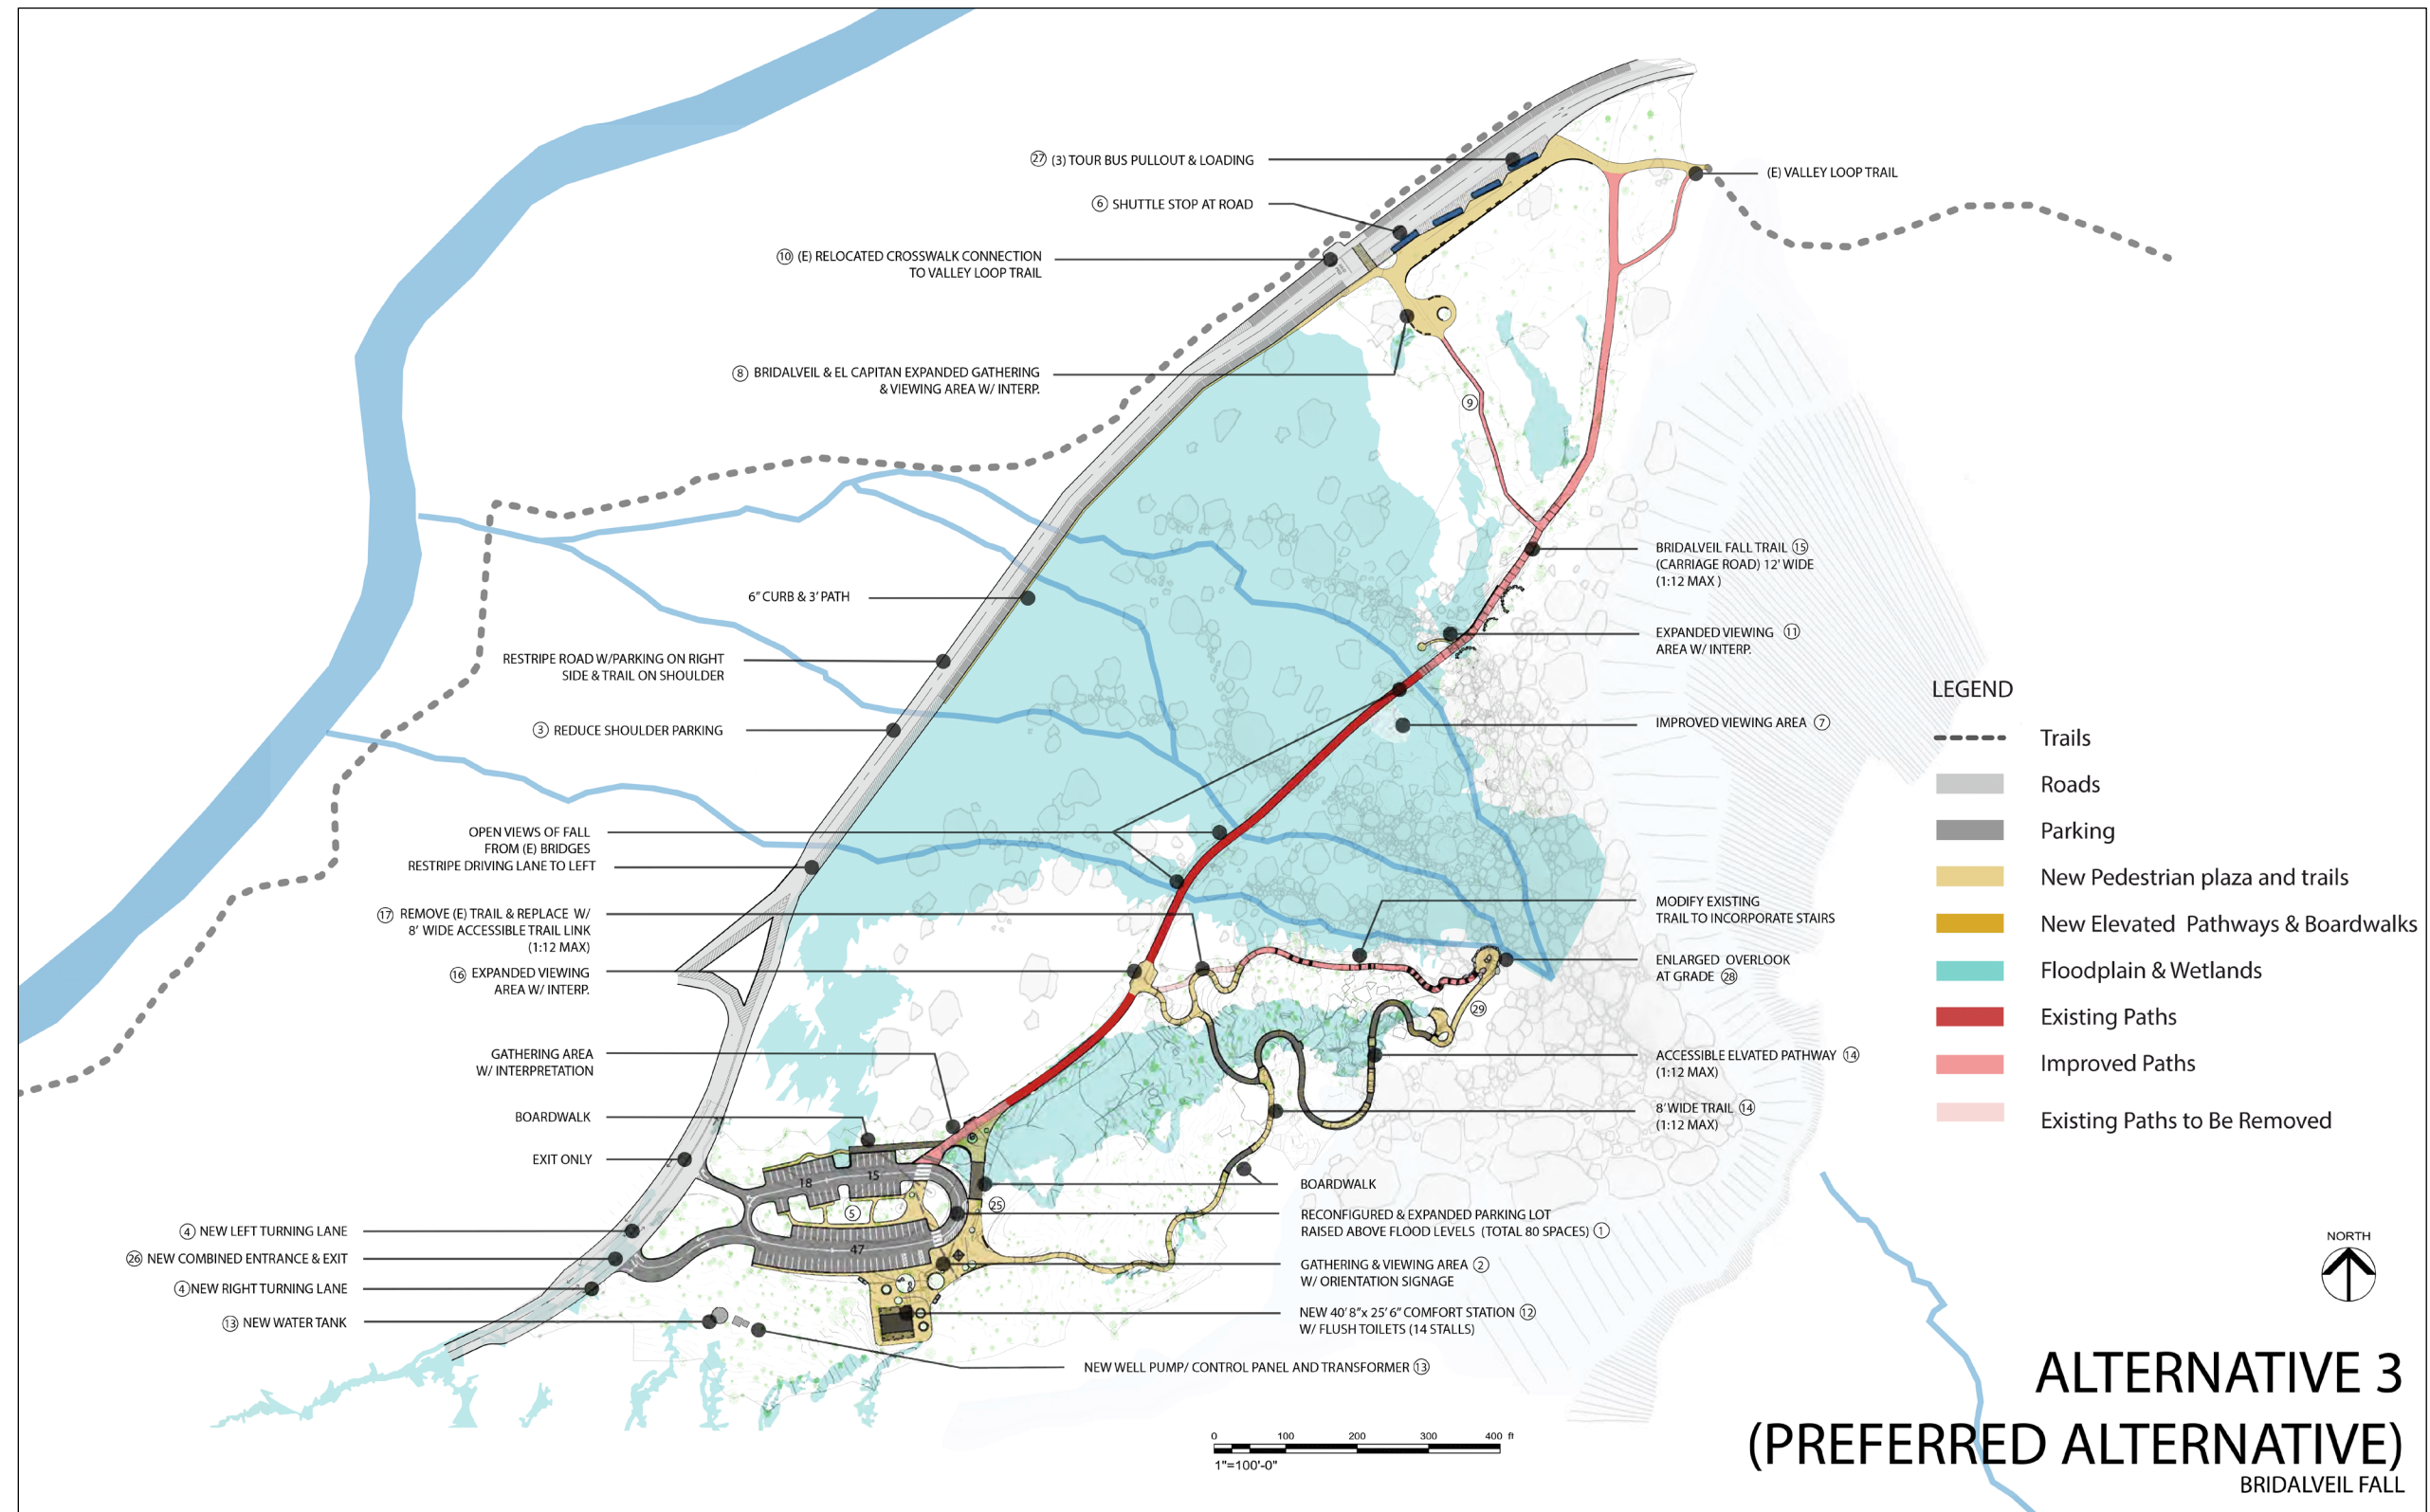 ㉗ (3) TOUR BUS PULLOUT & LOADING
(E) VALLEY LOOP TRAIL
⑥ SHUTTLE STOP AT ROAD
⑩ (E) RELOCATED CROSSWALK CONNECTION
TO VALLEY LOOP TRAIL
⑧ BRIDALVEIL & EL CAPITAN EXPANDED GATHERING
& VIEWING AREA W/ INTERP.
⑨
BRIDALVEIL FALL TRAIL ⑮
(CARRIAGE ROAD) 12' WIDE
(1:12 MAX )
6" CURB & 3' PATH
EXPANDED VIEWING ⑪
AREA W/ INTERP.
RESTRIPE ROAD W/PARKING ON RIGHT
SIDE & TRAIL ON SHOULDER
③ REDUCE SHOULDER PARKING
IMPROVED VIEWING AREA ⑦
OPEN VIEWS OF FALL
FROM (E) BRIDGES
RESTRIPE DRIVING LANE TO LEFT
⑰ REMOVE (E) TRAIL & REPLACE W/
8' WIDE ACCESSIBLE TRAIL LINK
(1:12 MAX)
MODIFY EXISTING
TRAIL TO INCORPORATE STAIRS
⑯ EXPANDED VIEWING
AREA W/ INTERP.
ENLARGED OVERLOOK
AT GRADE ㉘
㉙
GATHERING AREA
W/ INTERPRETATION
ACCESSIBLE ELVATED PATHWAY ⑭
(1:12 MAX)
BOARDWALK
8' WIDE TRAIL ⑭
(1:12 MAX)
EXIT ONLY
18
15
⑤
47
㉕
BOARDWALK
RECONFIGURED & EXPANDED PARKING LOT
RAISED ABOVE FLOOD LEVELS (TOTAL 80 SPACES) ①
④ NEW LEFT TURNING LANE
㉖ NEW COMBINED ENTRANCE & EXIT
④NEW RIGHT TURNING LANE
⑬ NEW WATER TANK
GATHERING & VIEWING AREA ②
W/ ORIENTATION SIGNAGE
NEW 40' 8"x 25' 6" COMFORT STATION ⑫
W/ FLUSH TOILETS (14 STALLS)
NEW WELL PUMP/ CONTROL PANEL AND TRANSFORMER ⑬
LEGEND
Trails
Roads
Parking
New Pedestrian plaza and trails
New Elevated Pathways & Boardwalks
Floodplain & Wetlands
Existing Paths
Improved Paths
Existing Paths to Be Removed
NORTH
0 100 200 300 400 ft
1"=100'-0"
ALTERNATIVE 3
(PREFERRED ALTERNATIVE)
BRIDALVEIL FALL